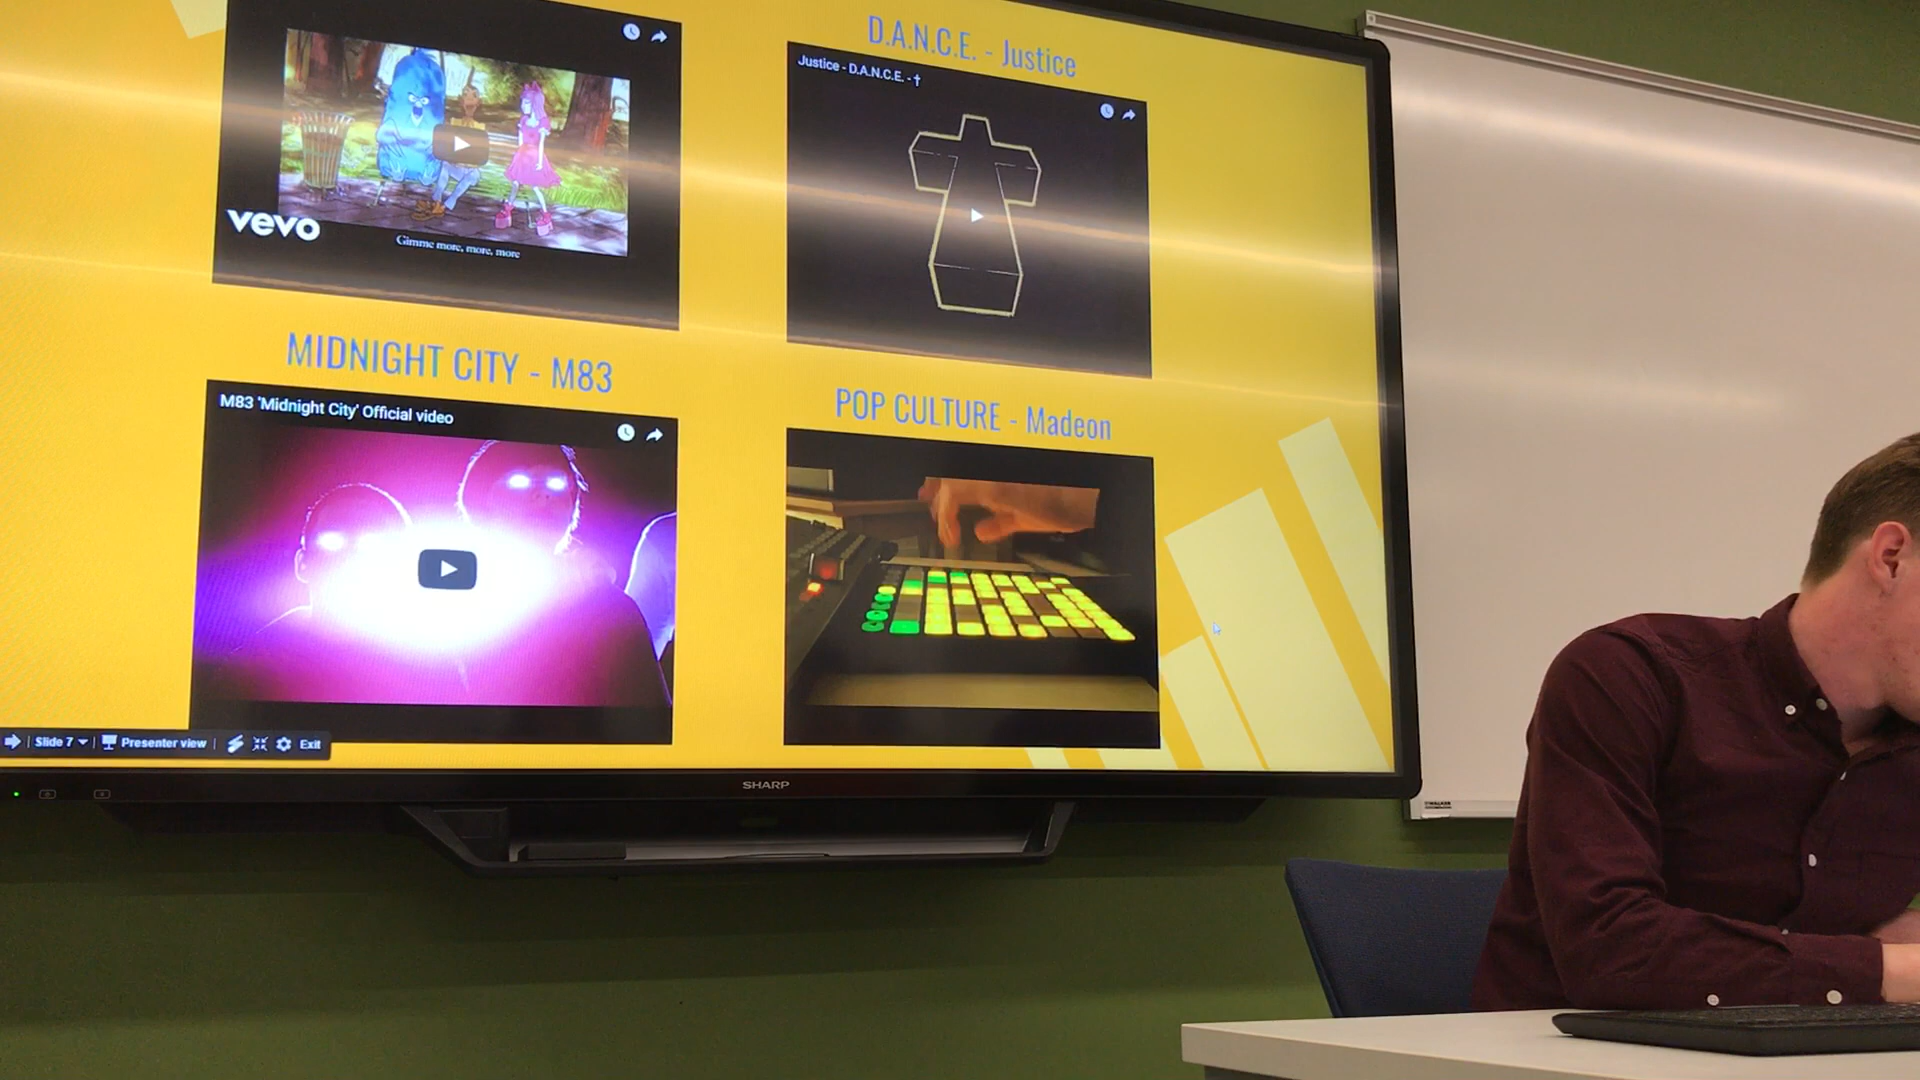 D.A.N.C.E. - Justice
Justice - D.A.N.C.E. - †
vevo
Gimme more, more, more
MIDNIGHT CITY - M83
M83 'Midnight City' Official video
POP CULTURE - Madeon
Slide 7 Presenter view Exit
SHARP
WALKER